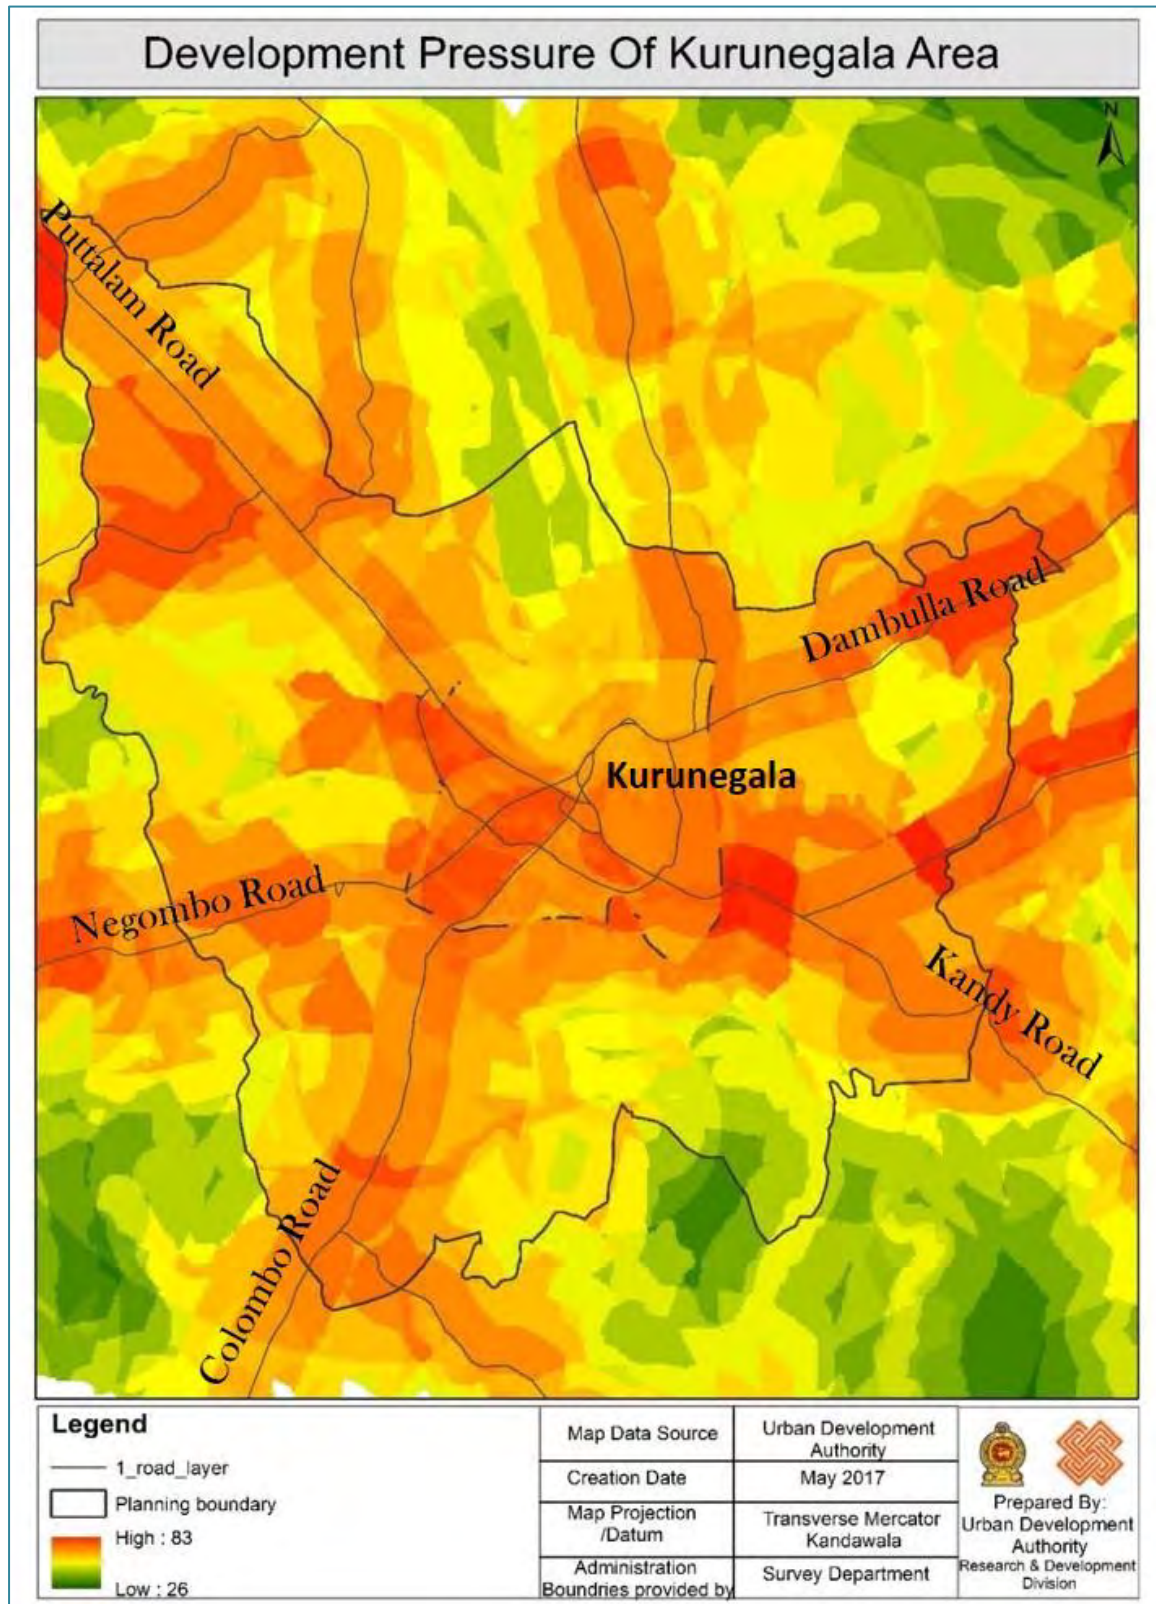 Development Pressure Of Kurunegala Area
N
Puttalam Road
Dambulla Road
Kurunegala
Negombo Road
Kandy Road
Colombo Road
Legend
1_road_layer
Planning boundary
High : 83
Low : 26
Map Data Source
Urban Development
Authority
Creation Date
May 2017
Map Projection
/Datum
Transverse Mercator
Kandawala
Administration
Boundries provided by
Survey Department
Prepared By:
Urban Development
Authority
Research & Development
Division